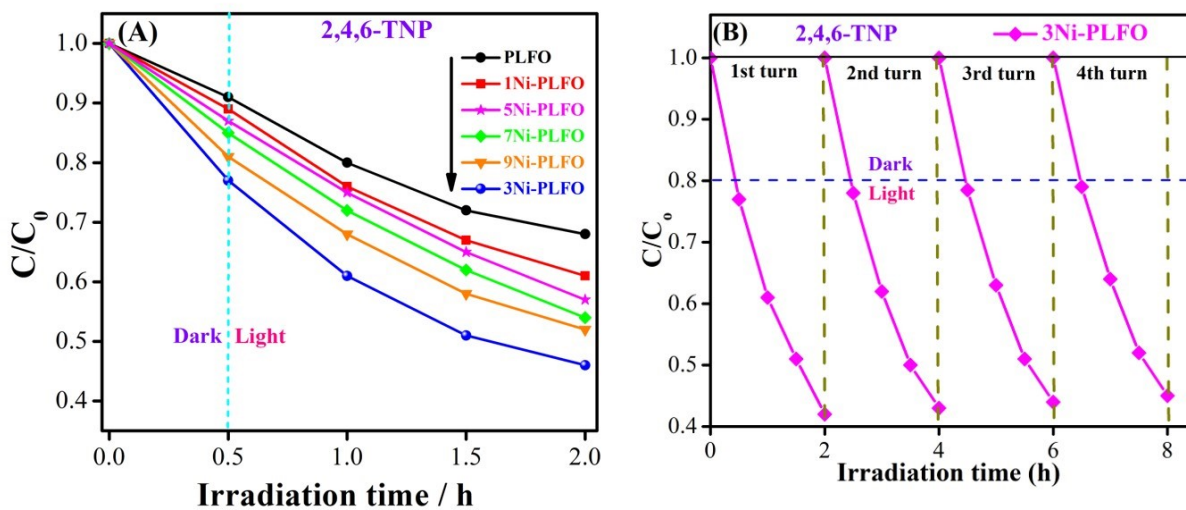 (A)
2,4,6-TNP
PLFO
1Ni-PLFO
5Ni-PLFO
7Ni-PLFO
9Ni-PLFO
3Ni-PLFO
Dark
Light
C/C0
1.0
0.9
0.8
0.7
0.6
0.5
0.4
0.0
0.5
1.0
1.5
2.0
Irradiation time / h
(B)
2,4,6-TNP
3Ni-PLFO
1st turn
2nd turn
3rd turn
4th turn
Dark
Light
C/Co
1.0
0.9
0.8
0.7
0.6
0.5
0.4
0
2
4
6
8
Irradiation time (h)